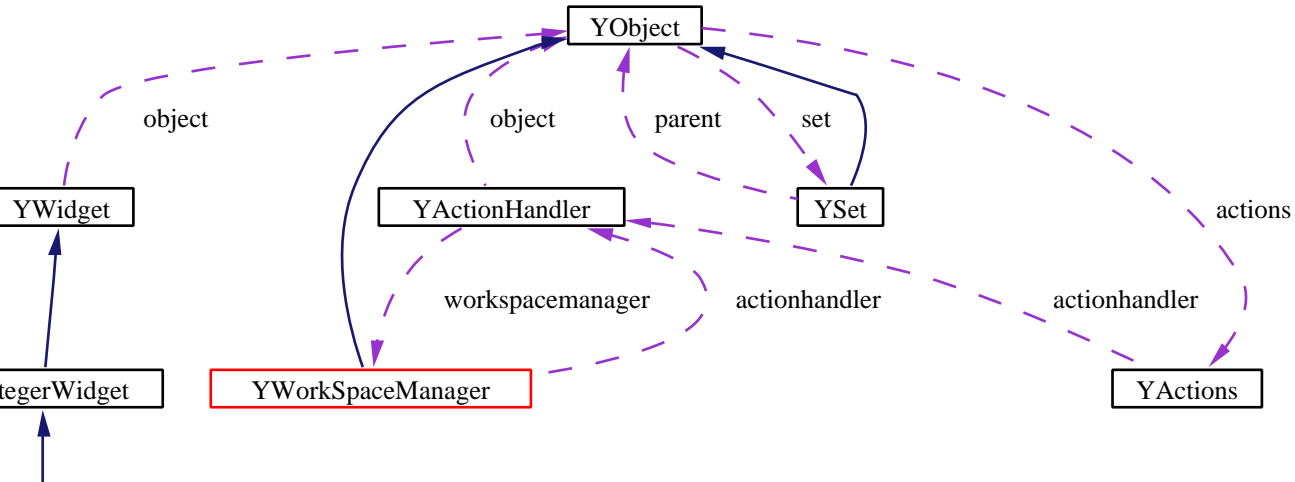 YObject
object
object
parent
set
YWidget
YActionHandler
YSet
actions
workspacemanager
actionhandler
actionhandler
tegerWidget
YWorkSpaceManager
YActions